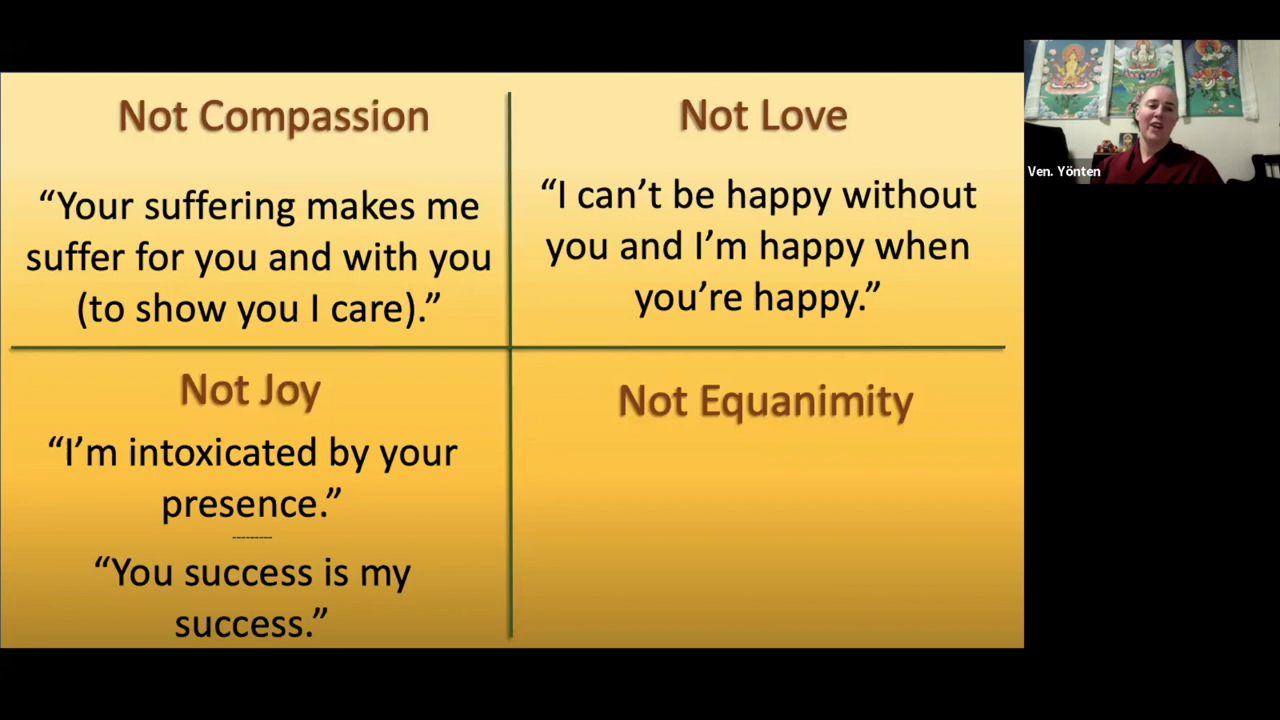 Not Compassion
“Your suffering makes me
suffer for you and with you
(to show you I care).”
Not Love
“I can’t be happy without
you and I’m happy when
you’re happy.”
Not Joy
“I’m intoxicated by your
presence.”
---------
“You success is my
success.”
Not Equanimity
Ven. Yönten